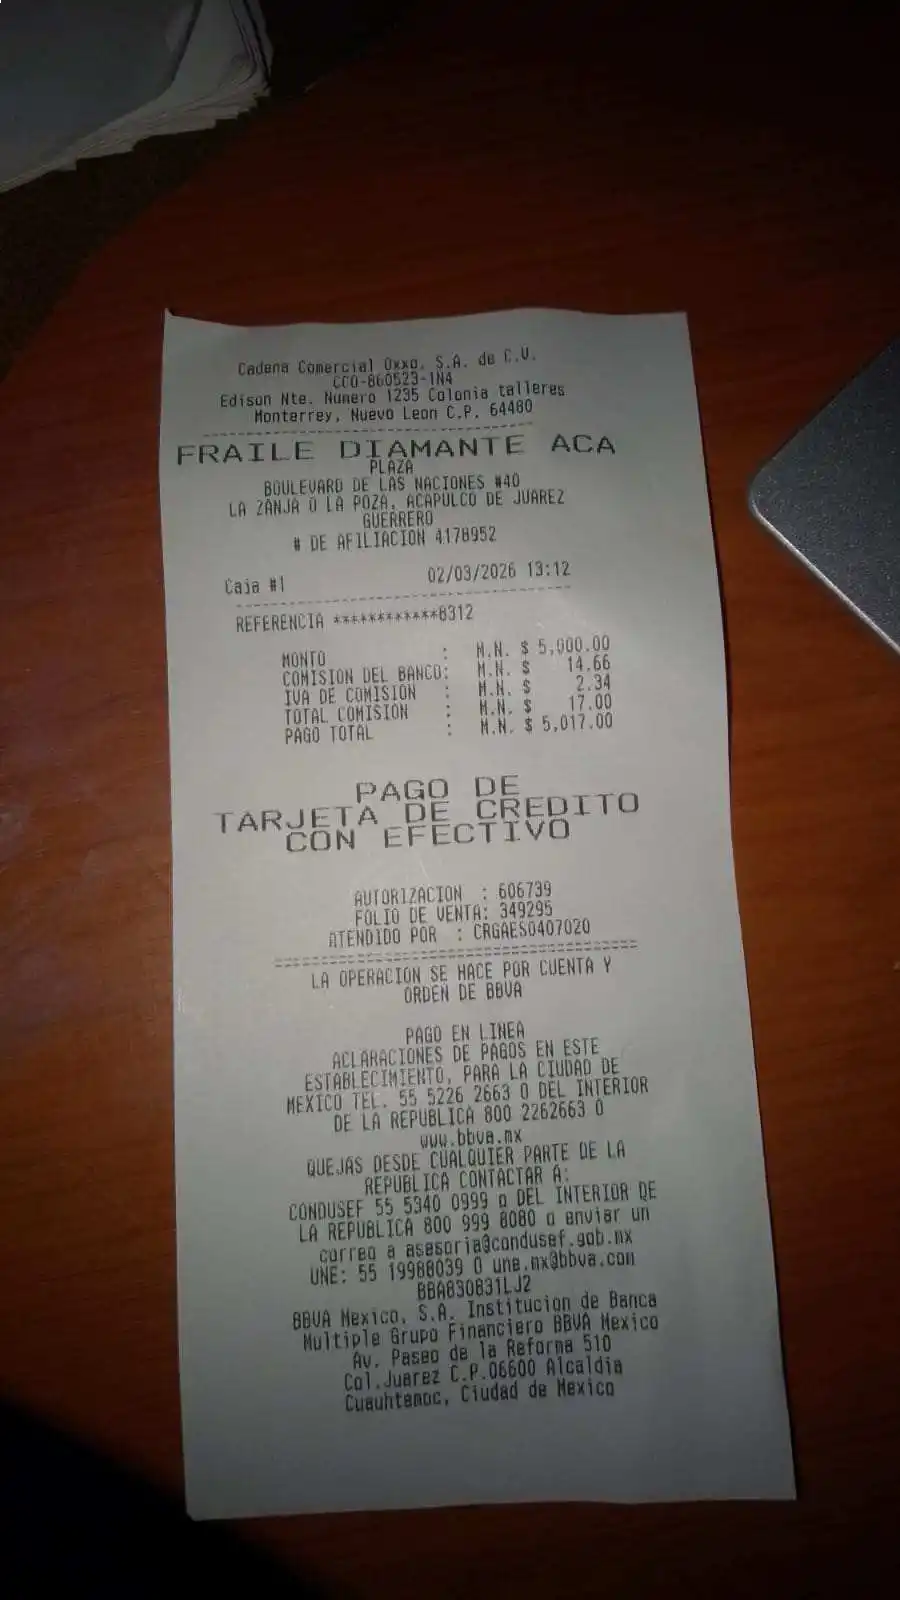 Cadena Comercial Oxxo, S.A. de C.V.
CCO-860523-1N4
Edison Nte. Numero 1235 Colonia talleres
Monterrey, Nuevo Leon C.P. 64480
FRAILE DIAMANTE ACA
PLAZA
BOULEVARD DE LAS NACIONES #40
LA ZANJA O LA POZA, ACAPULCO DE JUAREZ
GUERRERO
# DE AFILIACION 4178952
Caja #1 02/03/2026 13:12
REFERENCIA ************8312
MONTO : M.N. $ 5,000.00
COMISION DEL BANCO: M.N. $ 14.66
IVA DE COMISION : M.N. $ 2.34
TOTAL COMISION : M.N. $ 17.00
PAGO TOTAL : M.N. $ 5,017.00
PAGO DE
TARJETA DE CREDITO
CON EFECTIVO
AUTORIZACION : 606739
FOLIO DE VENTA: 349295
ATENDIDO POR : CRGAES0407020
LA OPERACION SE HACE POR CUENTA Y
ORDEN DE BBVA
PAGO EN LINEA
ACLARACIONES DE PAGOS EN ESTE
ESTABLECIMIENTO, PARA LA CIUDAD DE
MEXICO TEL. 55 5226 2663 O DEL INTERIOR
DE LA REPUBLICA 800 2262663 O
www.bbva.mx
QUEJAS DESDE CUALQUIER PARTE DE LA
REPUBLICA CONTACTAR A:
CONDUSEF 55 5340 0999 o DEL INTERIOR DE
LA REPUBLICA 800 999 8080 o enviar un
correo a asesoria@condusef.gob.mx
UNE: 55 19988039 O une.mx@bbva.com
BBA830831LJ2
BBVA Mexico, S.A. Institucion de Banca
Multiple Grupo Financiero BBVA Mexico
Av. Paseo de la Reforma 510
Col.Juarez C.P.06600 Alcaldia
Cuauhtemoc, Ciudad de Mexico